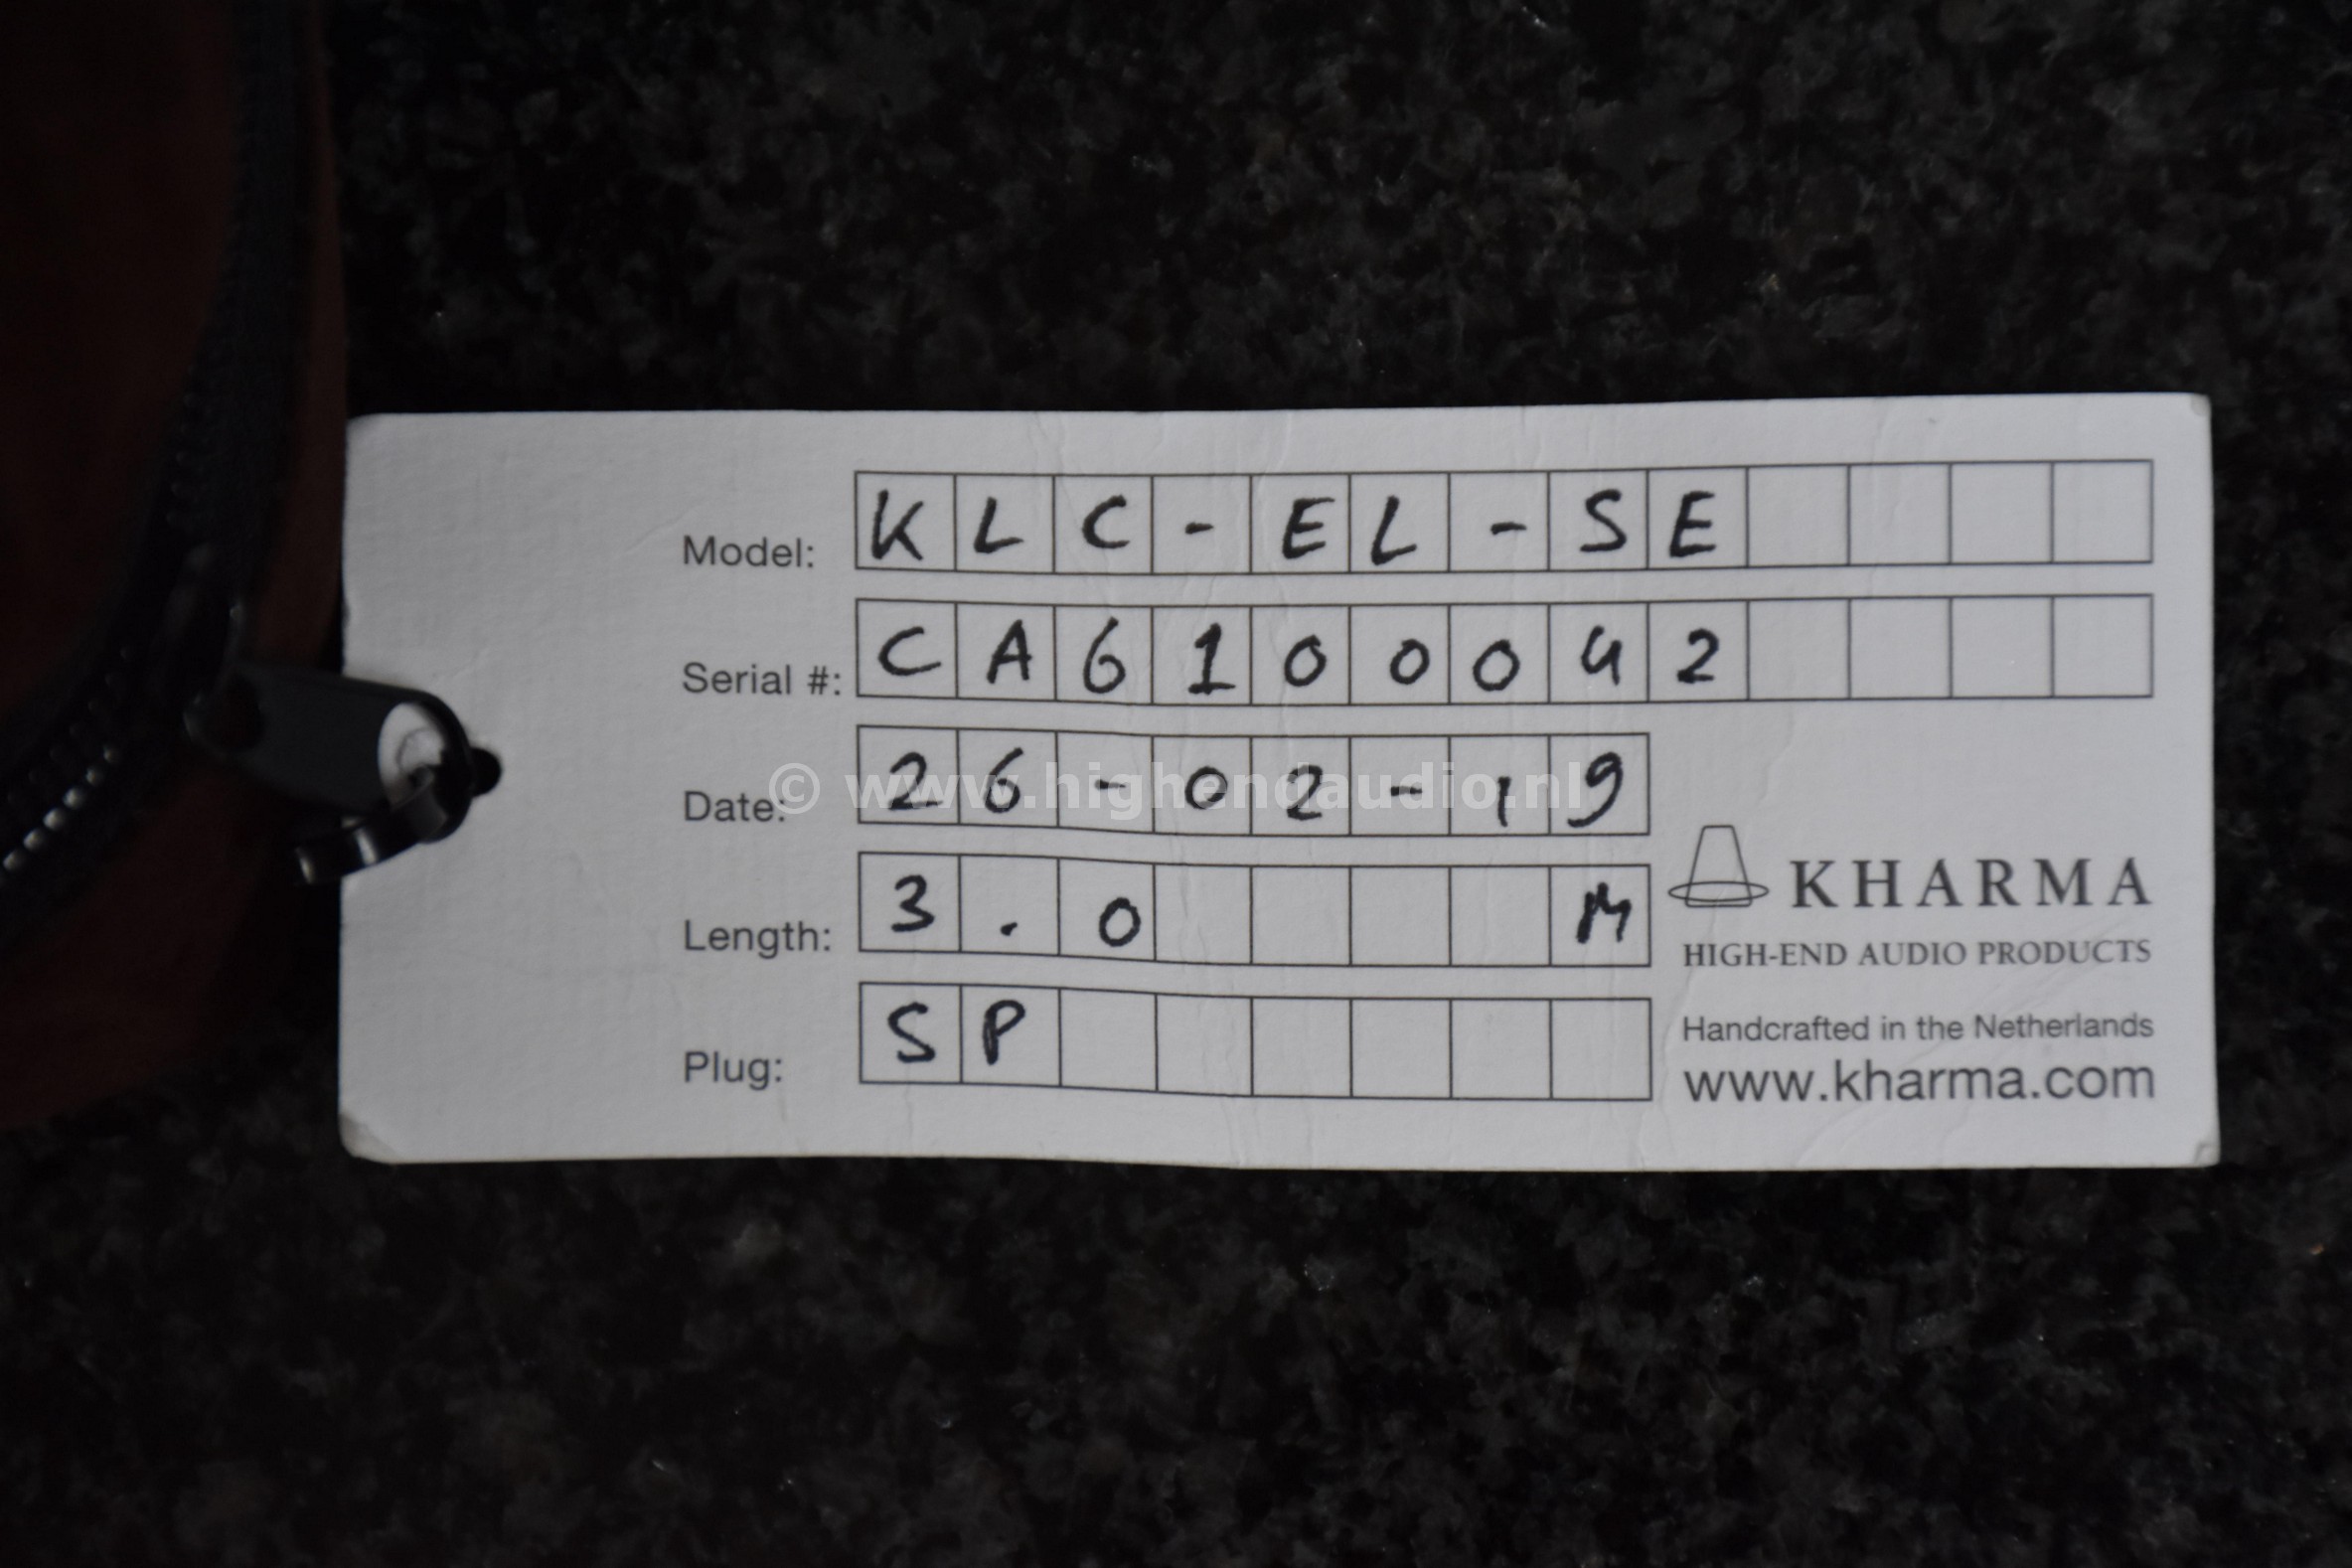 Model: KLC-EL-SE
Serial #: CA6100042
Date: 26-02-19
© www.highendaudio.nl
Length: 3.0 M
Plug: SP
KHARMA
HIGH-END AUDIO PRODUCTS
Handcrafted in the Netherlands
www.kharma.com